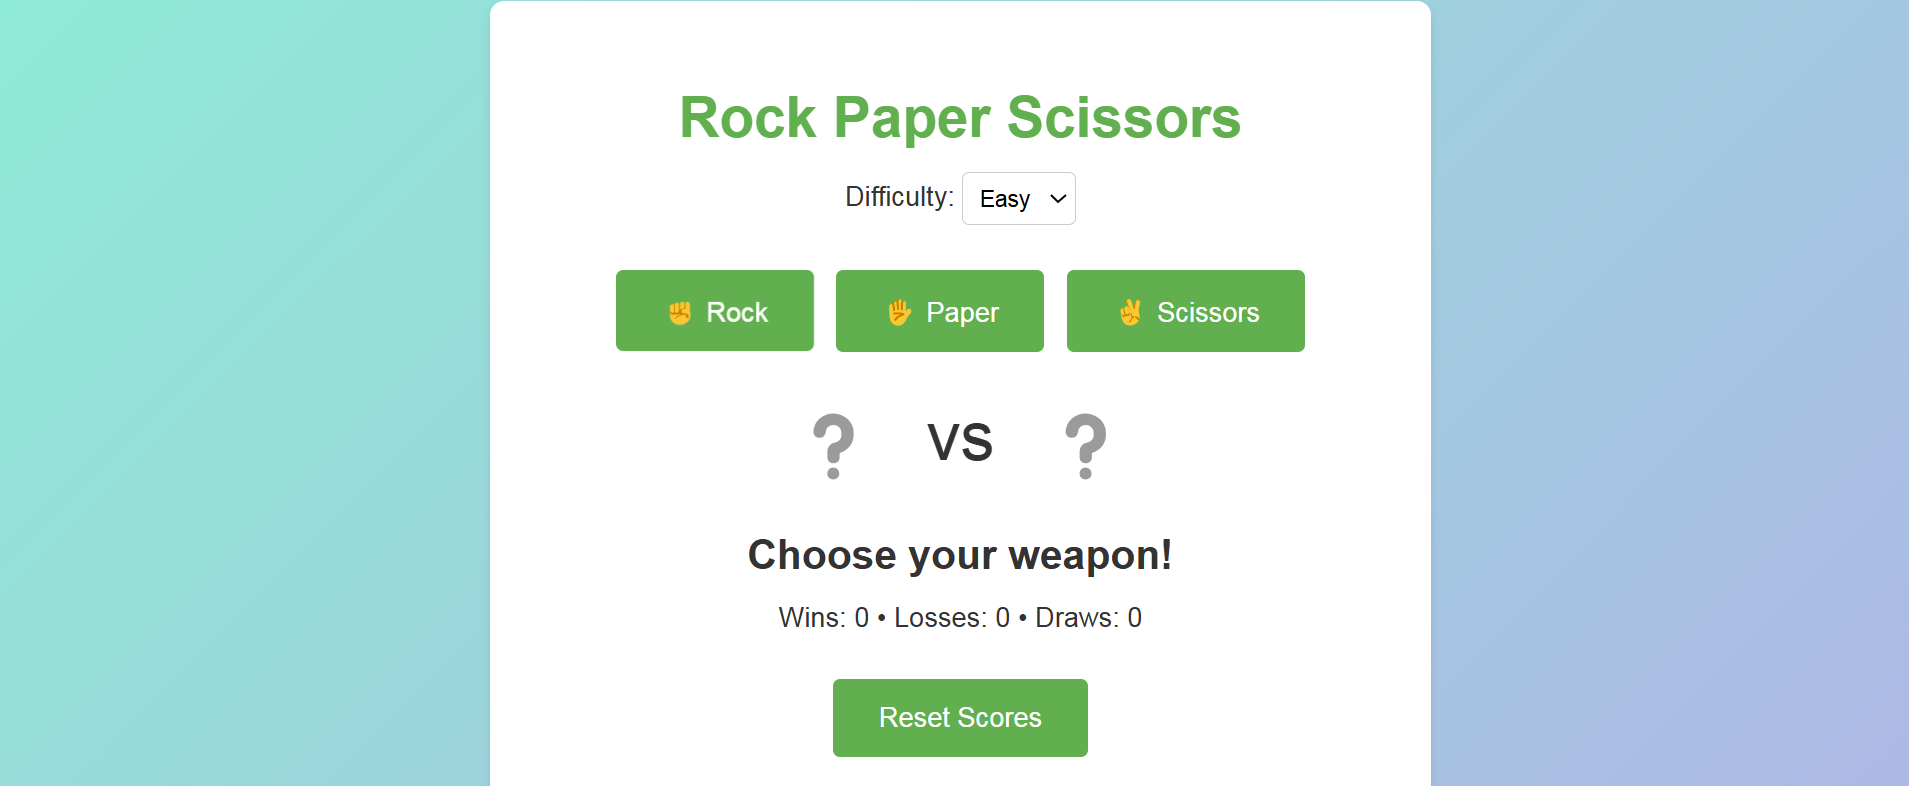 Rock Paper Scissors
Difficulty: Easy
✊ Rock ✋ Paper ✌ Scissors
❔ VS ❔
Choose your weapon!
Wins: 0 • Losses: 0 • Draws: 0
Reset Scores